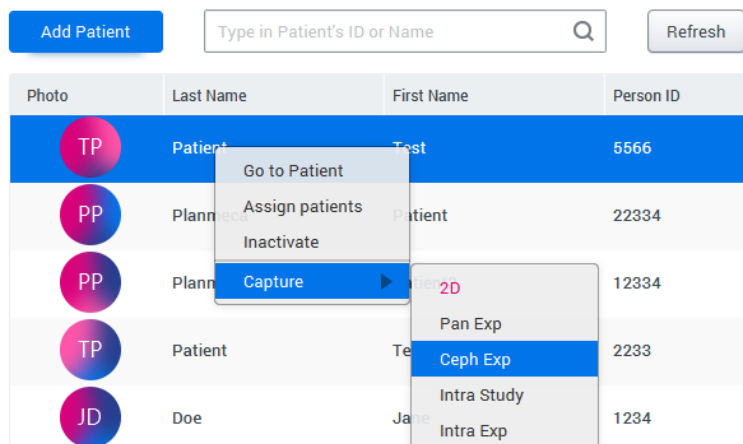 Add Patient Type in Patient's ID or Name Refresh
Photo Last Name First Name Person ID
TP Patient Test 5566
Go to Patient
Assign patients
PP Patient 22334
Inactivate
PP Capture 12334
2D
Pan Exp
TP Patient 2233
Ceph Exp
Intra Study
JD Doe 1234
Intra Exp